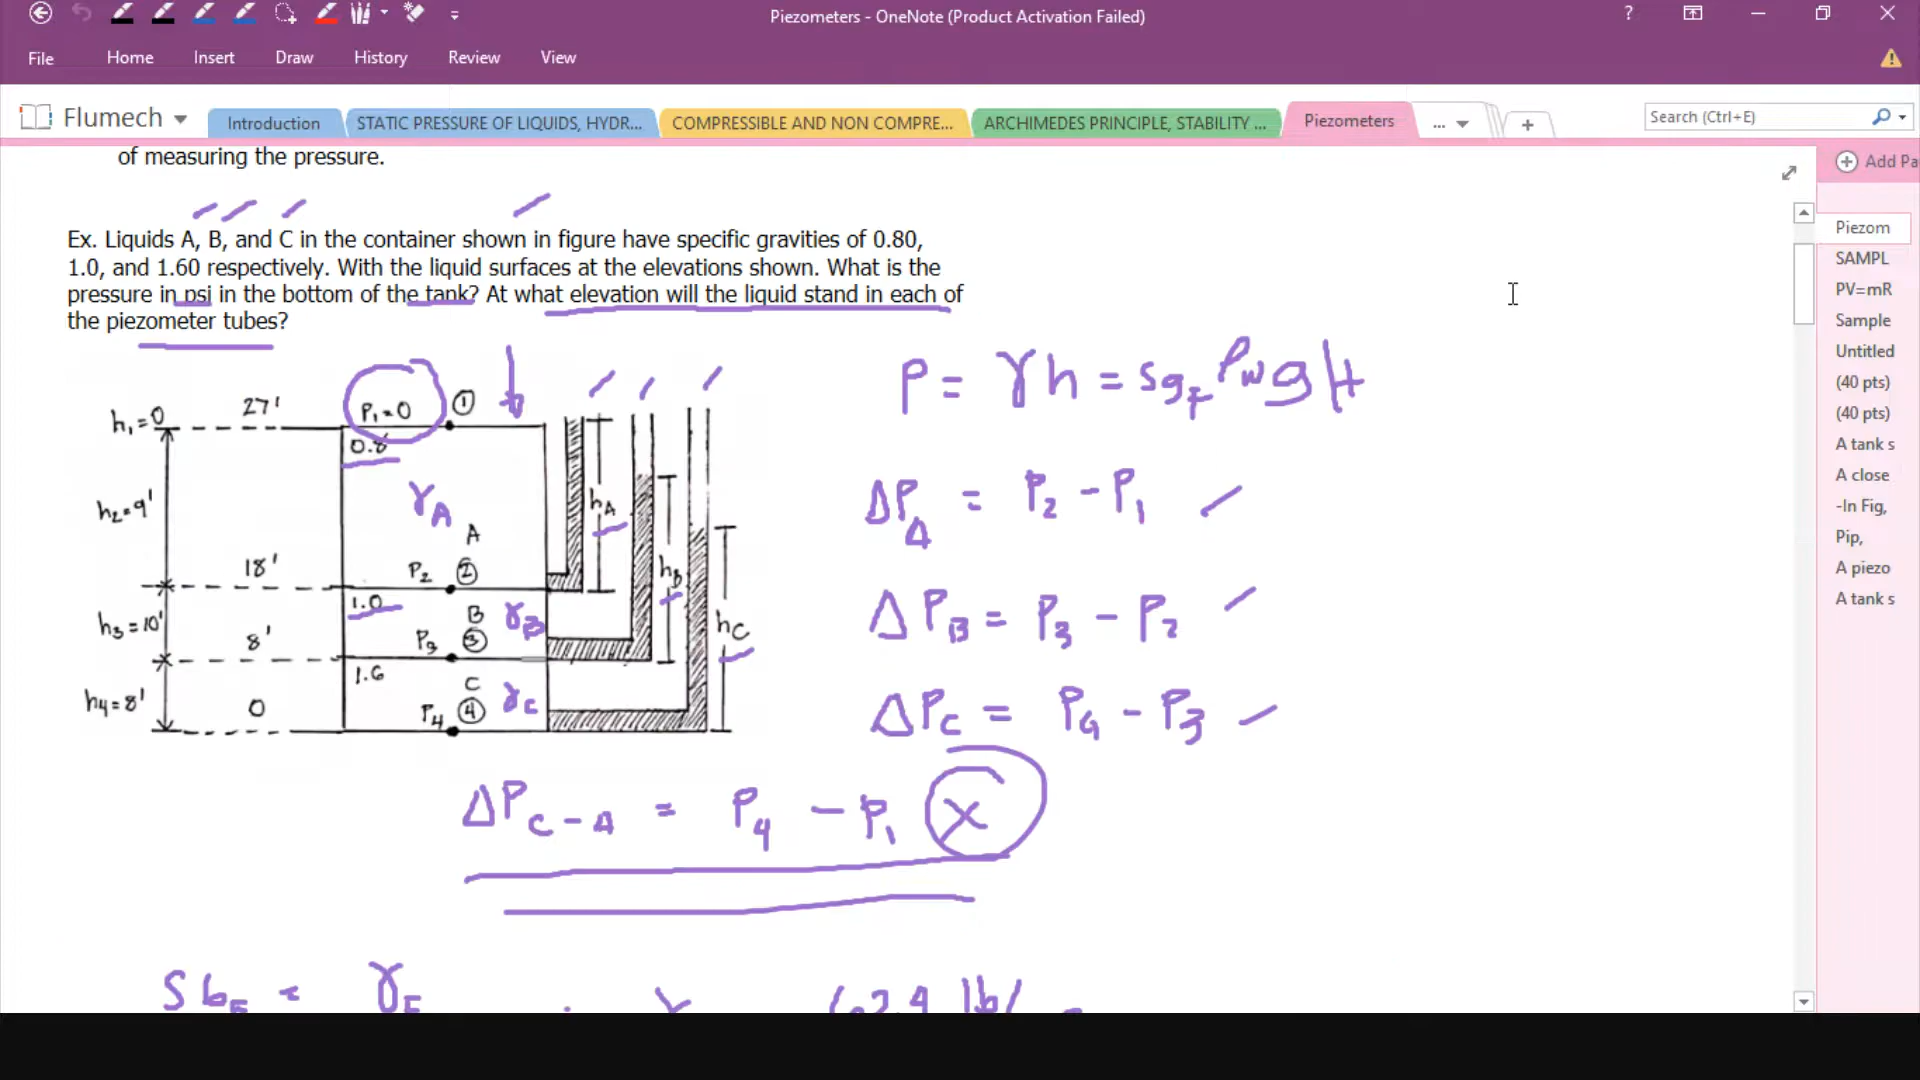 Piezometers - OneNote (Product Activation Failed)
?
File Home Insert Draw History Review View
Flumech
Introduction
STATIC PRESSURE OF LIQUIDS, HYDR...
COMPRESSIBLE AND NON COMPRE...
ARCHIMEDES PRINCIPLE, STABILITY ...
Piezometers
...
Search (Ctrl+E)
Add Pa
of measuring the pressure.
Ex. Liquids A, B, and C in the container shown in figure have specific gravities of 0.80,
1.0, and 1.60 respectively. With the liquid surfaces at the elevations shown. What is the
pressure in psi in the bottom of the tank? At what elevation will the liquid stand in each of
the piezometer tubes?
h₁=0 27' P₁=0 ①
0.8
γA
h₂=9' A hA
18' P₂ ②
1.0 B γB hB
h₃=10' 8' P₃ ③ hC
1.6 C γC
h₄=8' 0 P₄ ④
P = γh = sgF ρw g H
ΔPA = P₂ - P₁
ΔPB = P₃ - P₂
ΔPC = P₄ - P₃
ΔPC-A = P₄ - P₁ X
Piezom
SAMPL
PV=mR
Sample
Untitled
(40 pts)
(40 pts)
A tank s
A close
-In Fig,
Pip,
A piezo
A tank s